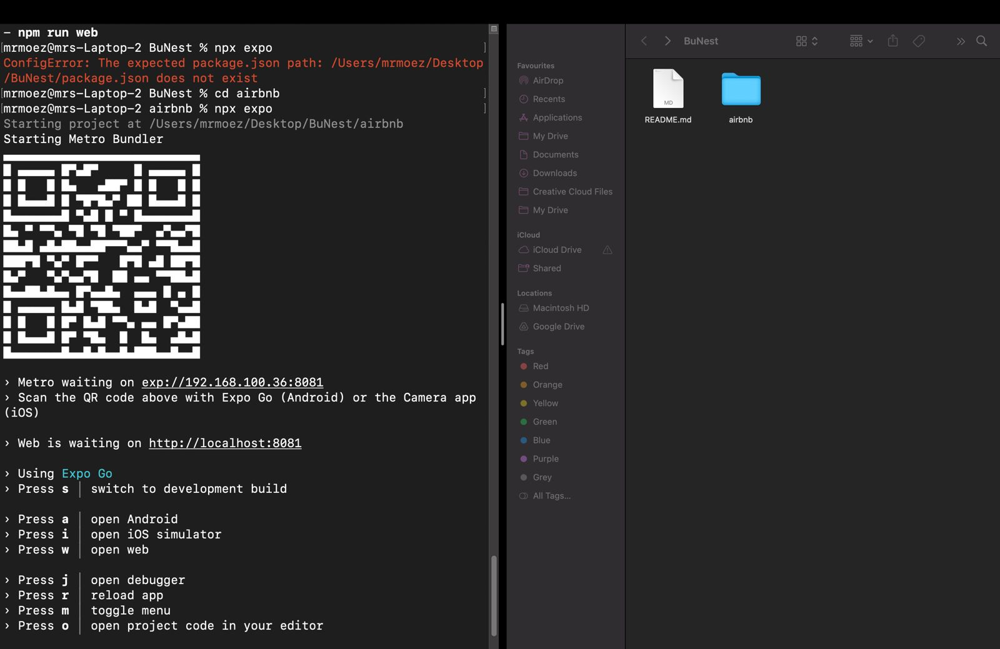 – npm run web
[mrmoez@mrs-Laptop-2 BuNest % npx expo ]
ConfigError: The expected package.json path: /Users/mrmoez/Desktop
/BuNest/package.json does not exist
[mrmoez@mrs-Laptop-2 BuNest % cd airbnb ]
[mrmoez@mrs-Laptop-2 airbnb % npx expo ]
Starting project at /Users/mrmoez/Desktop/BuNest/airbnb
Starting Metro Bundler
› Metro waiting on exp://192.168.100.36:8081
› Scan the QR code above with Expo Go (Android) or the Camera app
(iOS)
› Web is waiting on http://localhost:8081
› Using Expo Go
› Press s │ switch to development build
› Press a │ open Android
› Press i │ open iOS simulator
› Press w │ open web
› Press j │ open debugger
› Press r │ reload app
› Press m │ toggle menu
› Press o │ open project code in your editor
Favourites
AirDrop
Recents
Applications
My Drive
Documents
Downloads
Creative Cloud Files
My Drive
iCloud
iCloud Drive
Shared
Locations
Macintosh HD
Google Drive
Tags
Red
Orange
Yellow
Green
Blue
Purple
Grey
All Tags...
BuNest
MD
README.md
airbnb